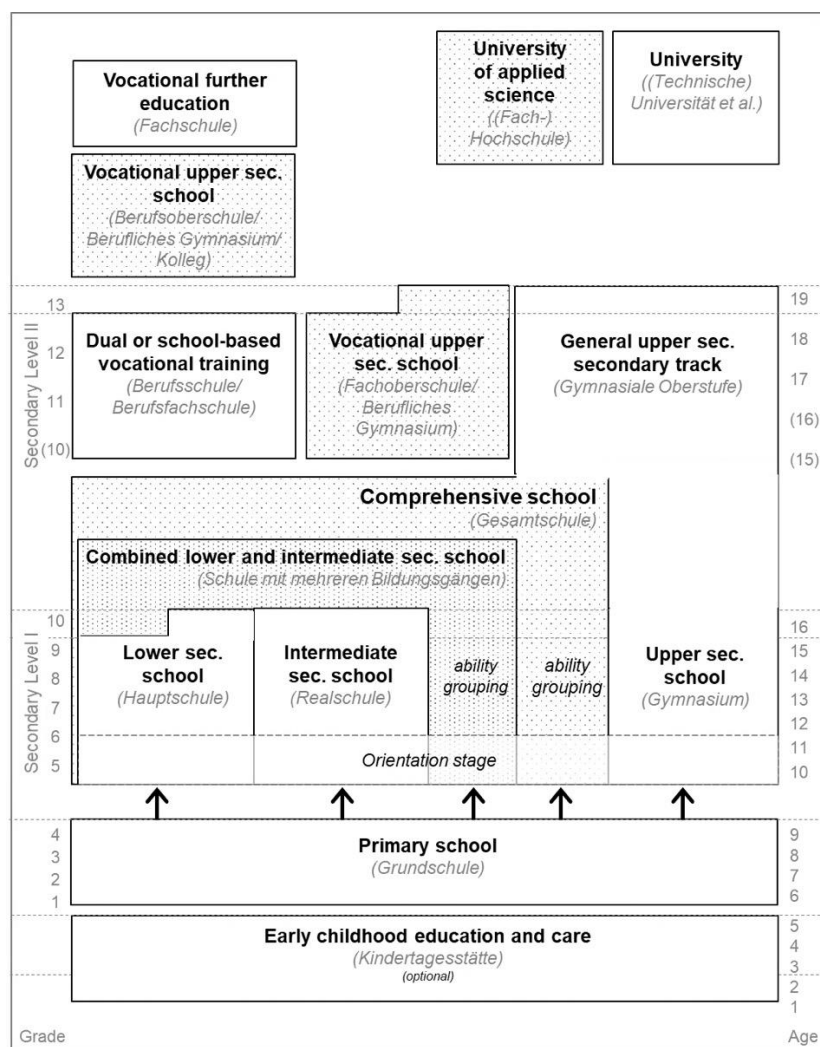 Vocational further
education
(Fachschule)
University
of applied
science
((Fach-)
Hochschule)
University
((Technische)
Universität et al.)
Vocational upper sec.
school
(Berufsoberschule/
Berufliches Gymnasium/
Kolleg)
Secondary Level II
13
12
11
(10)
Dual or school-based
vocational training
(Berufsschule/
Berufsfachschule)
Vocational upper
sec. school
(Fachoberschule/
Berufliches
Gymnasium)
General upper sec.
secondary track
(Gymnasiale Oberstufe)
19
18
17
(16)
(15)
Comprehensive school
(Gesamtschule)
Combined lower and intermediate sec. school
(Schule mit mehreren Bildungsgängen)
Secondary Level I
10
9
8
7
6
5
Lower sec.
school
(Hauptschule)
Intermediate
sec. school
(Realschule)
ability
grouping
ability
grouping
Upper sec.
school
(Gymnasium)
16
15
14
13
12
11
10
Orientation stage
4
3
2
1
Primary school
(Grundschule)
9
8
7
6
Early childhood education and care
(Kindertagesstätte)
(optional)
5
4
3
2
1
Grade
Age